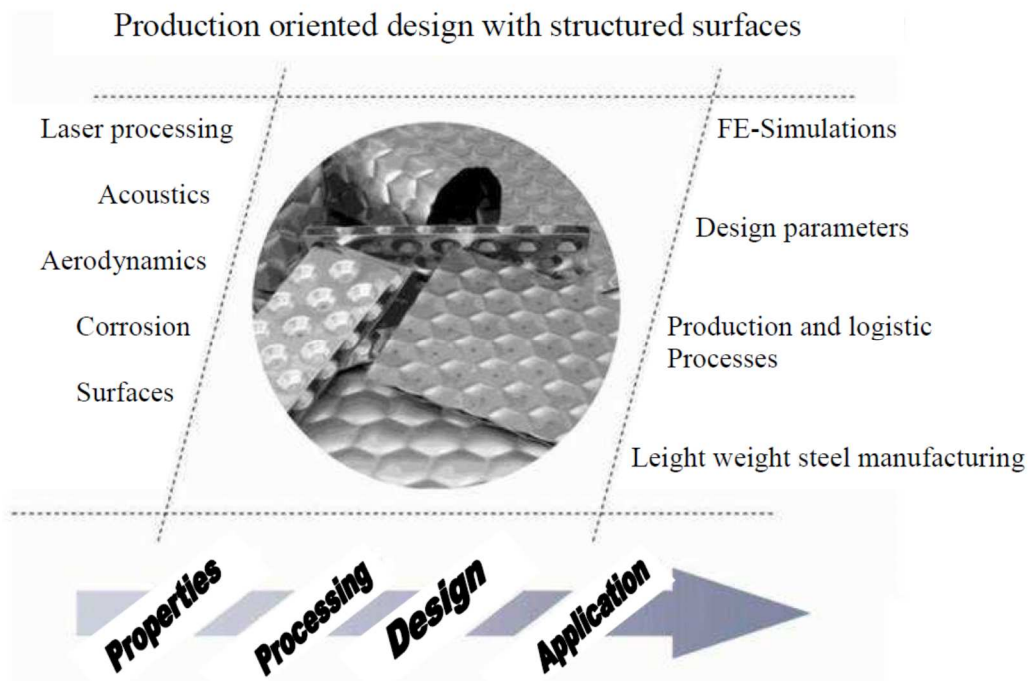 Production oriented design with structured surfaces
Laser processing
Acoustics
Aerodynamics
Corrosion
Surfaces
FE-Simulations
Design parameters
Production and logistic
Processes
Leight weight steel manufacturing
Properties
Processing
Design
Application